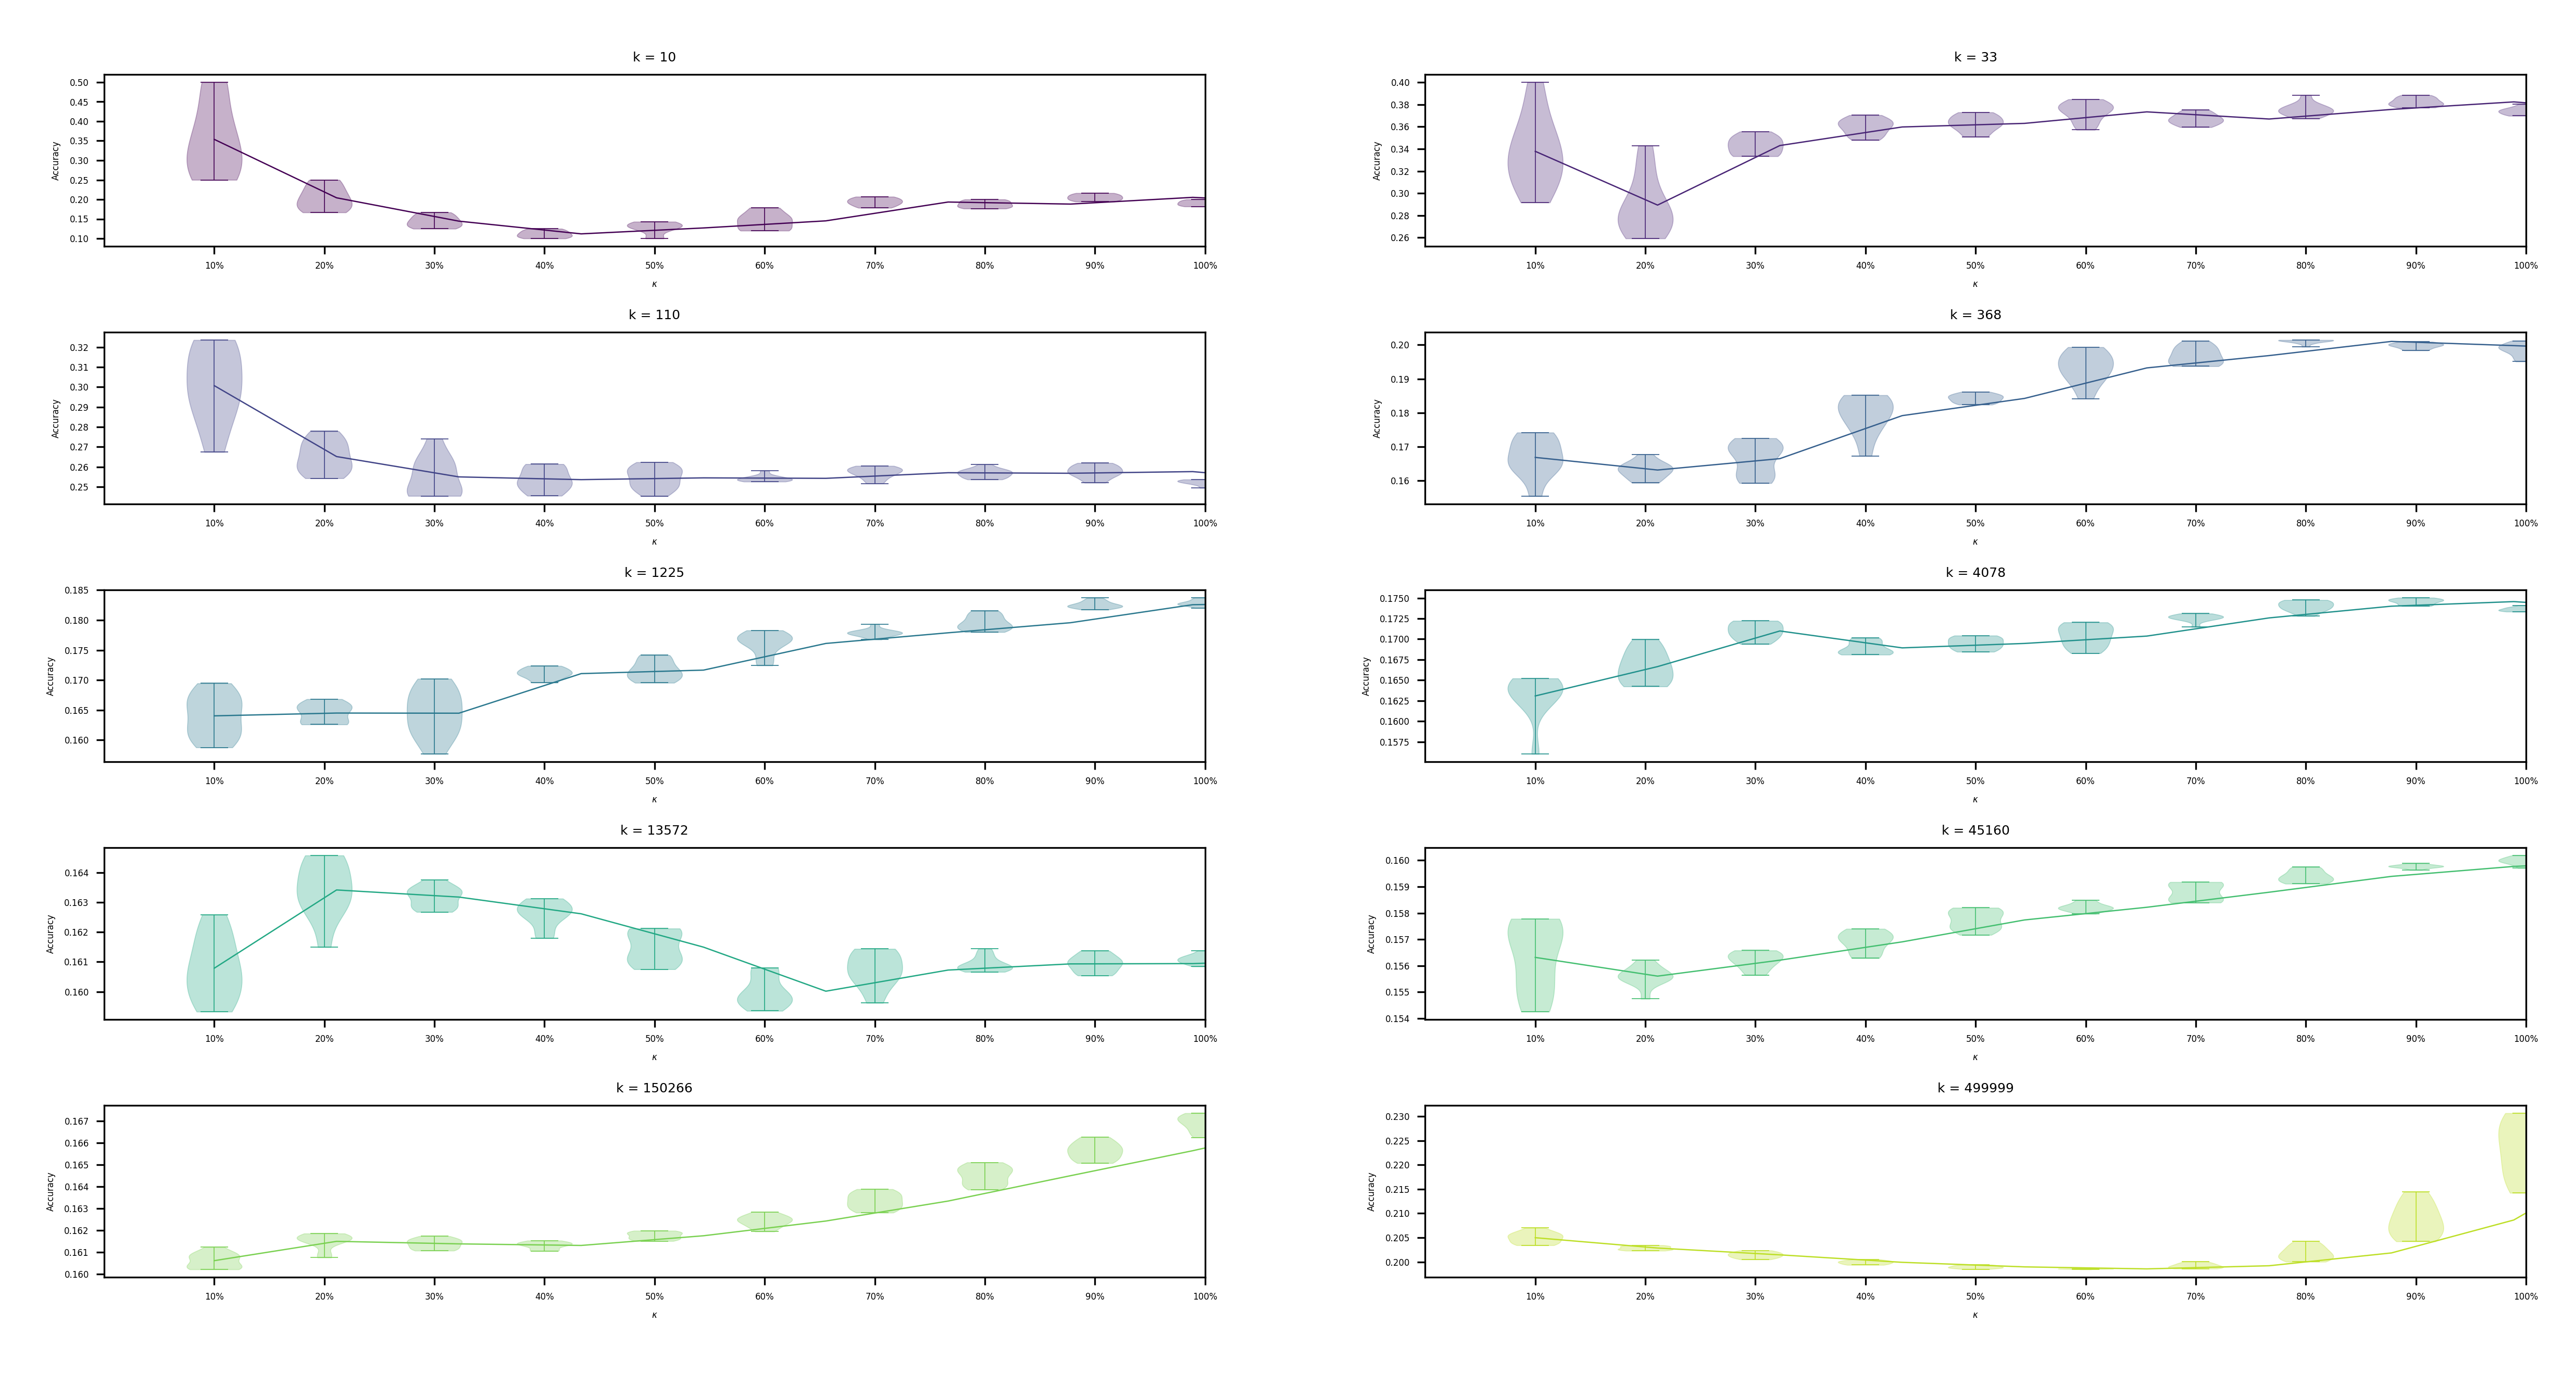 k = 10
0.50
0.45
0.40
0.35
0.30
0.25
0.20
0.15
0.10
Accuracy
10% 20% 30% 40% 50% 60% 70% 80% 90% 100%
κ
k = 33
0.40
0.38
0.36
0.34
0.32
0.30
0.28
0.26
Accuracy
10% 20% 30% 40% 50% 60% 70% 80% 90% 100%
κ
k = 110
0.32
0.31
0.30
0.29
0.28
0.27
0.26
0.25
Accuracy
10% 20% 30% 40% 50% 60% 70% 80% 90% 100%
κ
k = 368
0.20
0.19
0.18
0.17
0.16
Accuracy
10% 20% 30% 40% 50% 60% 70% 80% 90% 100%
κ
k = 1225
0.185
0.180
0.175
0.170
0.165
0.160
Accuracy
10% 20% 30% 40% 50% 60% 70% 80% 90% 100%
κ
k = 4078
0.1750
0.1725
0.1700
0.1675
0.1650
0.1625
0.1600
0.1575
Accuracy
10% 20% 30% 40% 50% 60% 70% 80% 90% 100%
κ
k = 13572
0.164
0.163
0.162
0.161
0.160
Accuracy
10% 20% 30% 40% 50% 60% 70% 80% 90% 100%
κ
k = 45160
0.160
0.159
0.158
0.157
0.156
0.155
0.154
Accuracy
10% 20% 30% 40% 50% 60% 70% 80% 90% 100%
κ
k = 150266
0.167
0.166
0.165
0.164
0.163
0.162
0.161
0.160
Accuracy
10% 20% 30% 40% 50% 60% 70% 80% 90% 100%
κ
k = 499999
0.230
0.225
0.220
0.215
0.210
0.205
0.200
Accuracy
10% 20% 30% 40% 50% 60% 70% 80% 90% 100%
κ